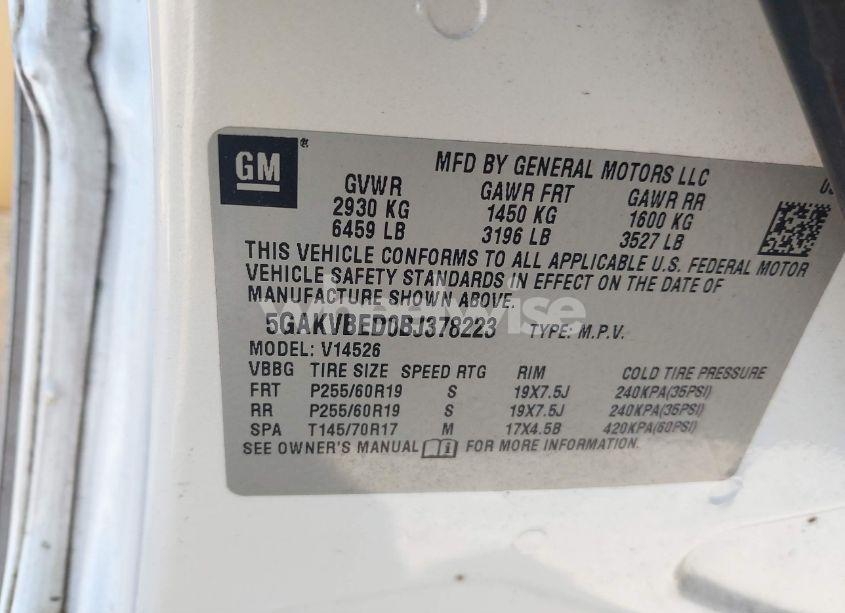 GM®
MFD BY GENERAL MOTORS LLC
GVWR GAWR FRT GAWR RR
2930 KG 1450 KG 1600 KG
6459 LB 3196 LB 3527 LB
THIS VEHICLE CONFORMS TO ALL APPLICABLE U.S. FEDERAL MOTOR
VEHICLE SAFETY STANDARDS IN EFFECT ON THE DATE OF
MANUFACTURE SHOWN ABOVE.
wheelwise
5GAKVBED0BJ378223 TYPE: M.P.V.
MODEL: V14526
VBBG TIRE SIZE SPEED RTG RIM COLD TIRE PRESSURE
FRT P255/60R19 S 19X7.5J 240KPA(35PSI)
RR P255/60R19 S 19X7.5J 240KPA(35PSI)
SPA T145/70R17 M 17X4.5B 420KPA(60PSI)
SEE OWNER'S MANUAL FOR MORE INFORMATION.